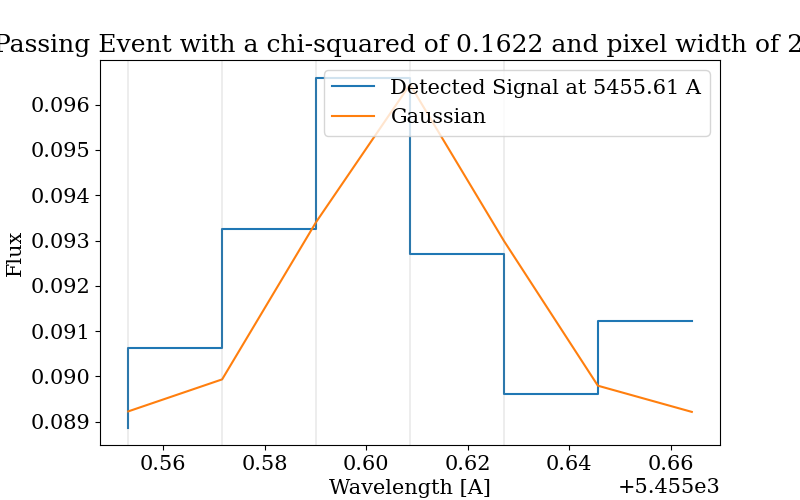 Passing Event with a chi-squared of 0.1622 and pixel width of 2
Detected Signal at 5455.61 A
Gaussian
Flux
0.096
0.095
0.094
0.093
0.092
0.091
0.090
0.089
0.56
0.58
0.60
0.62
0.64
0.66
Wavelength [A]
+5.455e3